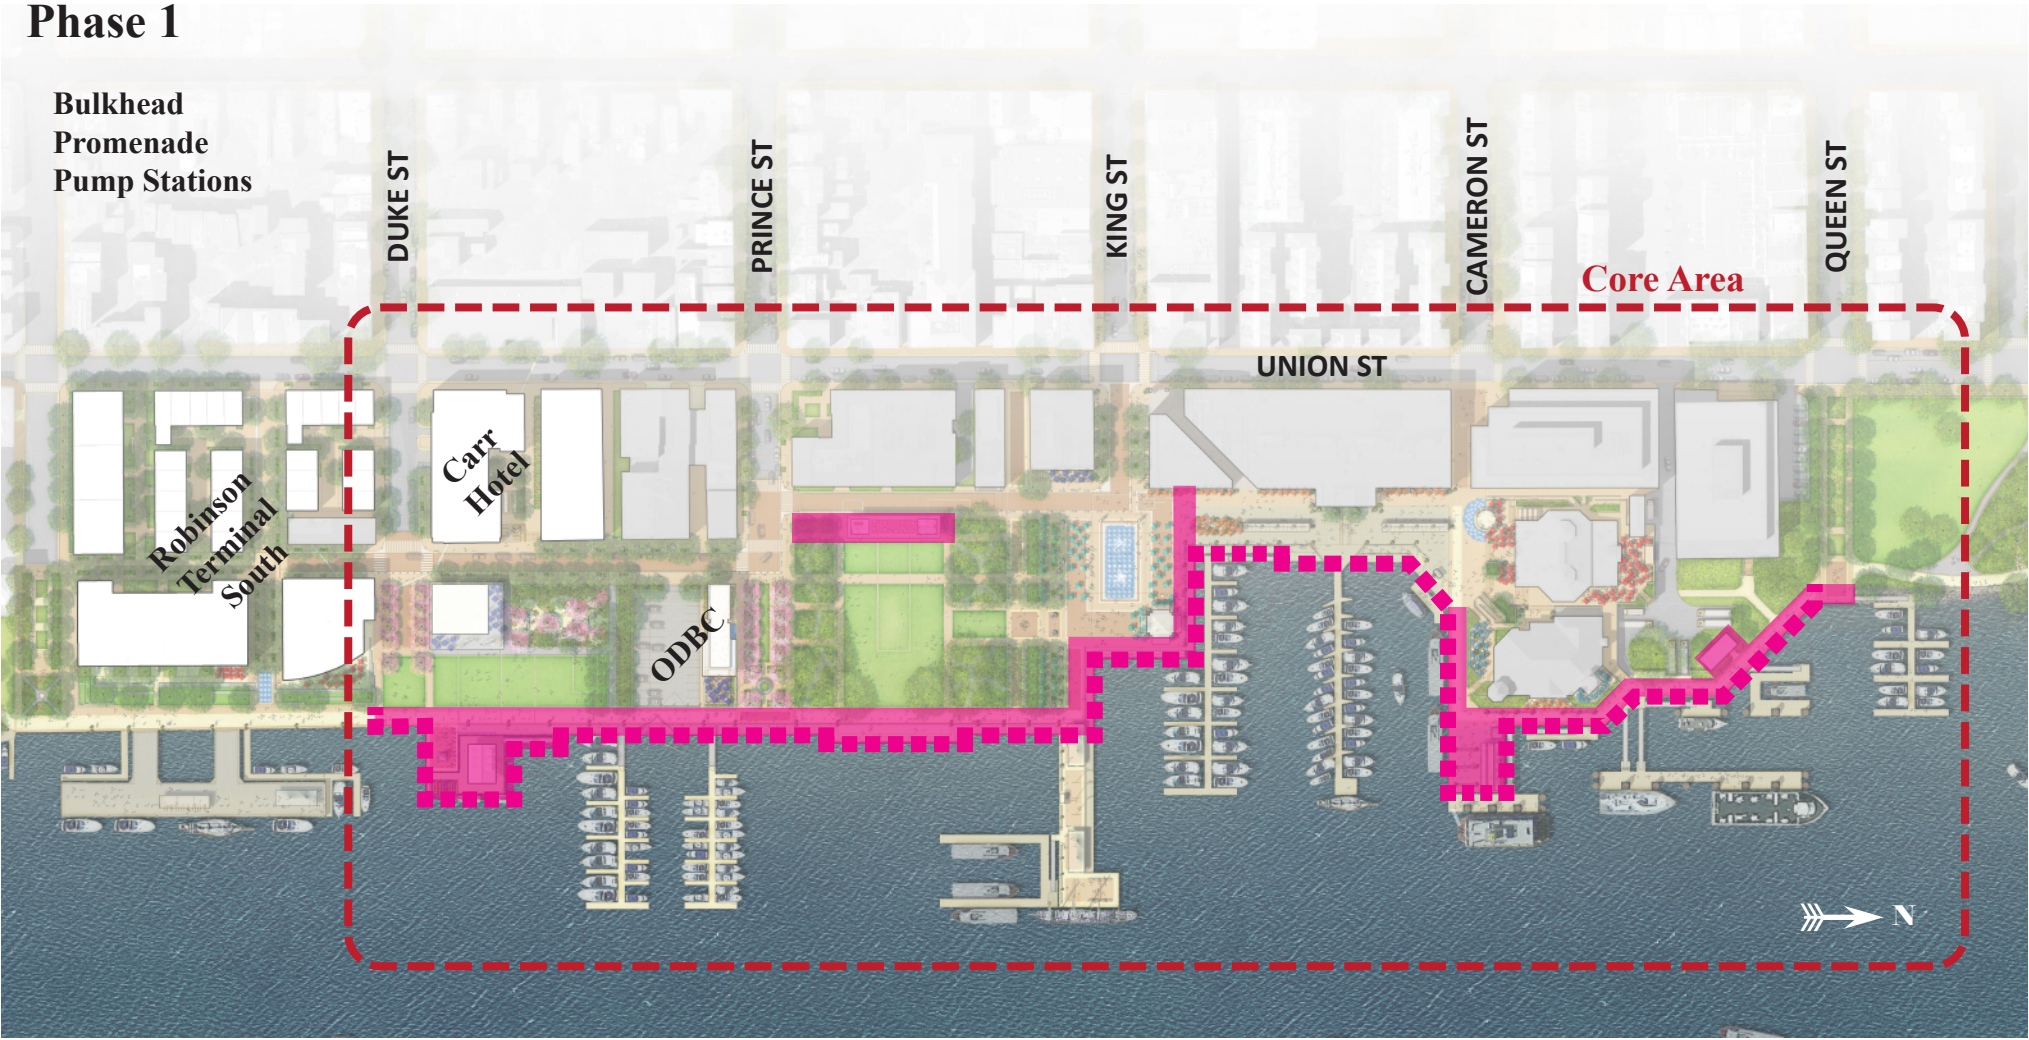 Phase 1
Bulkhead
Promenade
Pump Stations
DUKE ST
PRINCE ST
KING ST
CAMERON ST
QUEEN ST
Core Area
UNION ST
Carr
Hotel
Robinson
Terminal
South
ODBC
N